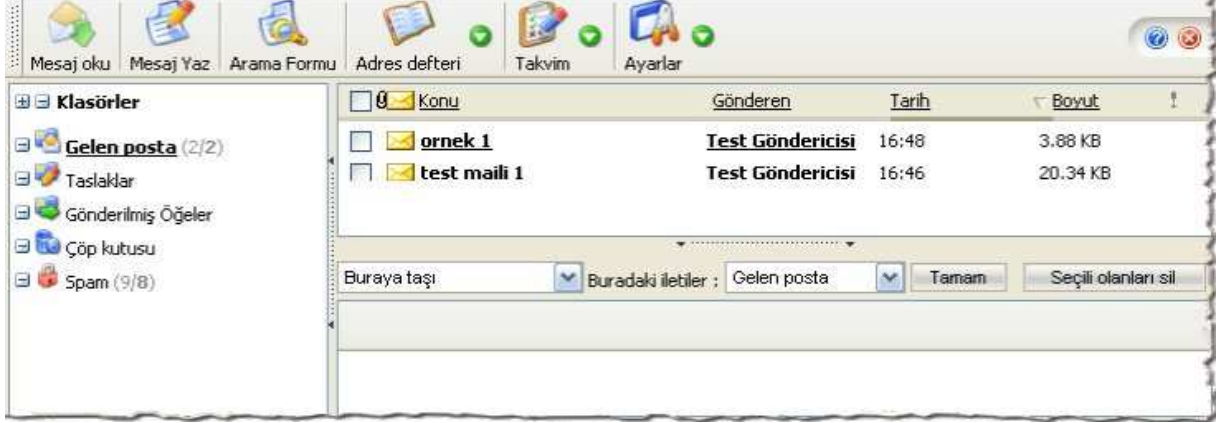 Mesaj oku Mesaj Yaz Arama Formu Adres defteri Takvim Ayarlar
Klasörler
Gelen posta (2/2)
Taslaklar
Gönderilmiş Öğeler
Çöp kutusu
Spam (9/8)
Konu Gönderen Tarih Boyut !
ornek 1 Test Göndericisi 16:48 3.88 KB
test maili 1 Test Göndericisi 16:46 20.34 KB
Buraya taşı Buradaki iletiler : Gelen posta Tamam Seçili olanları sil